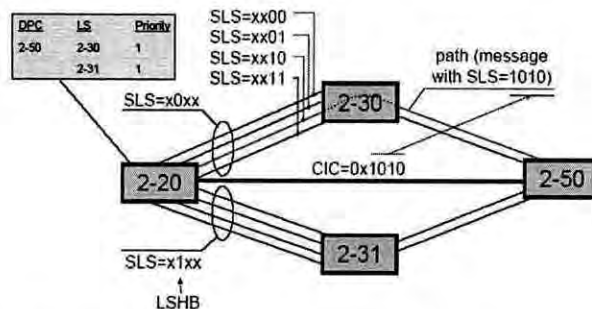 DPC LS Priority
2-50 2-30 1
2-31 1
SLS=xx00
SLS=xx01
SLS=xx10
SLS=xx11
path (message
with SLS=1010)
SLS=x0xx
2-30
CIC=0x1010
2-20
2-50
2-31
SLS=x1xx
LSHB